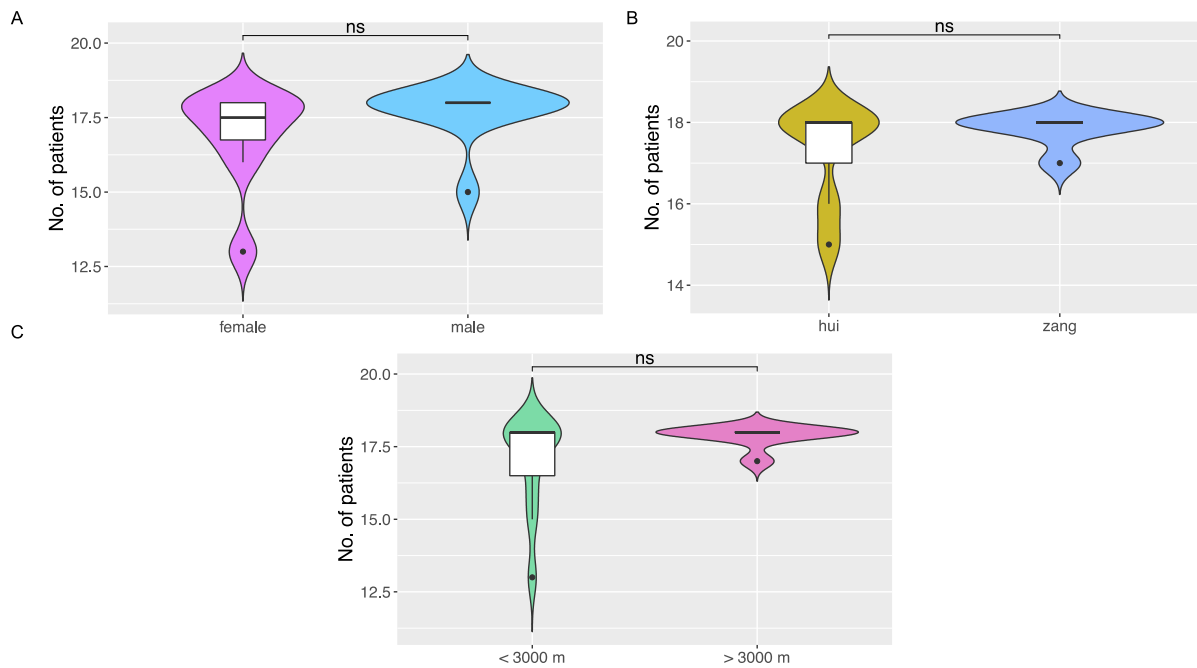 A
No. of patients
20.0
17.5
15.0
12.5
ns
female
male
B
No. of patients
20
18
16
14
ns
hui
zang
C
No. of patients
20.0
17.5
15.0
12.5
ns
< 3000 m
> 3000 m